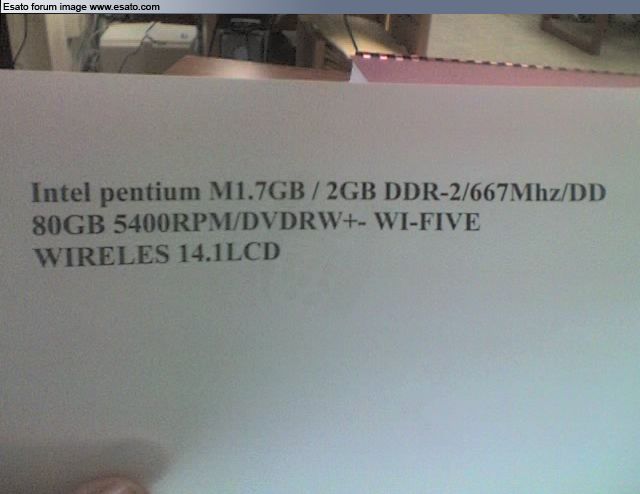 Esato forum image www.esato.com
Intel pentium M1.7GB / 2GB DDR-2/667Mhz/DD
80GB 5400RPM/DVDRW+- WI-FIVE
WIRELES 14.1LCD